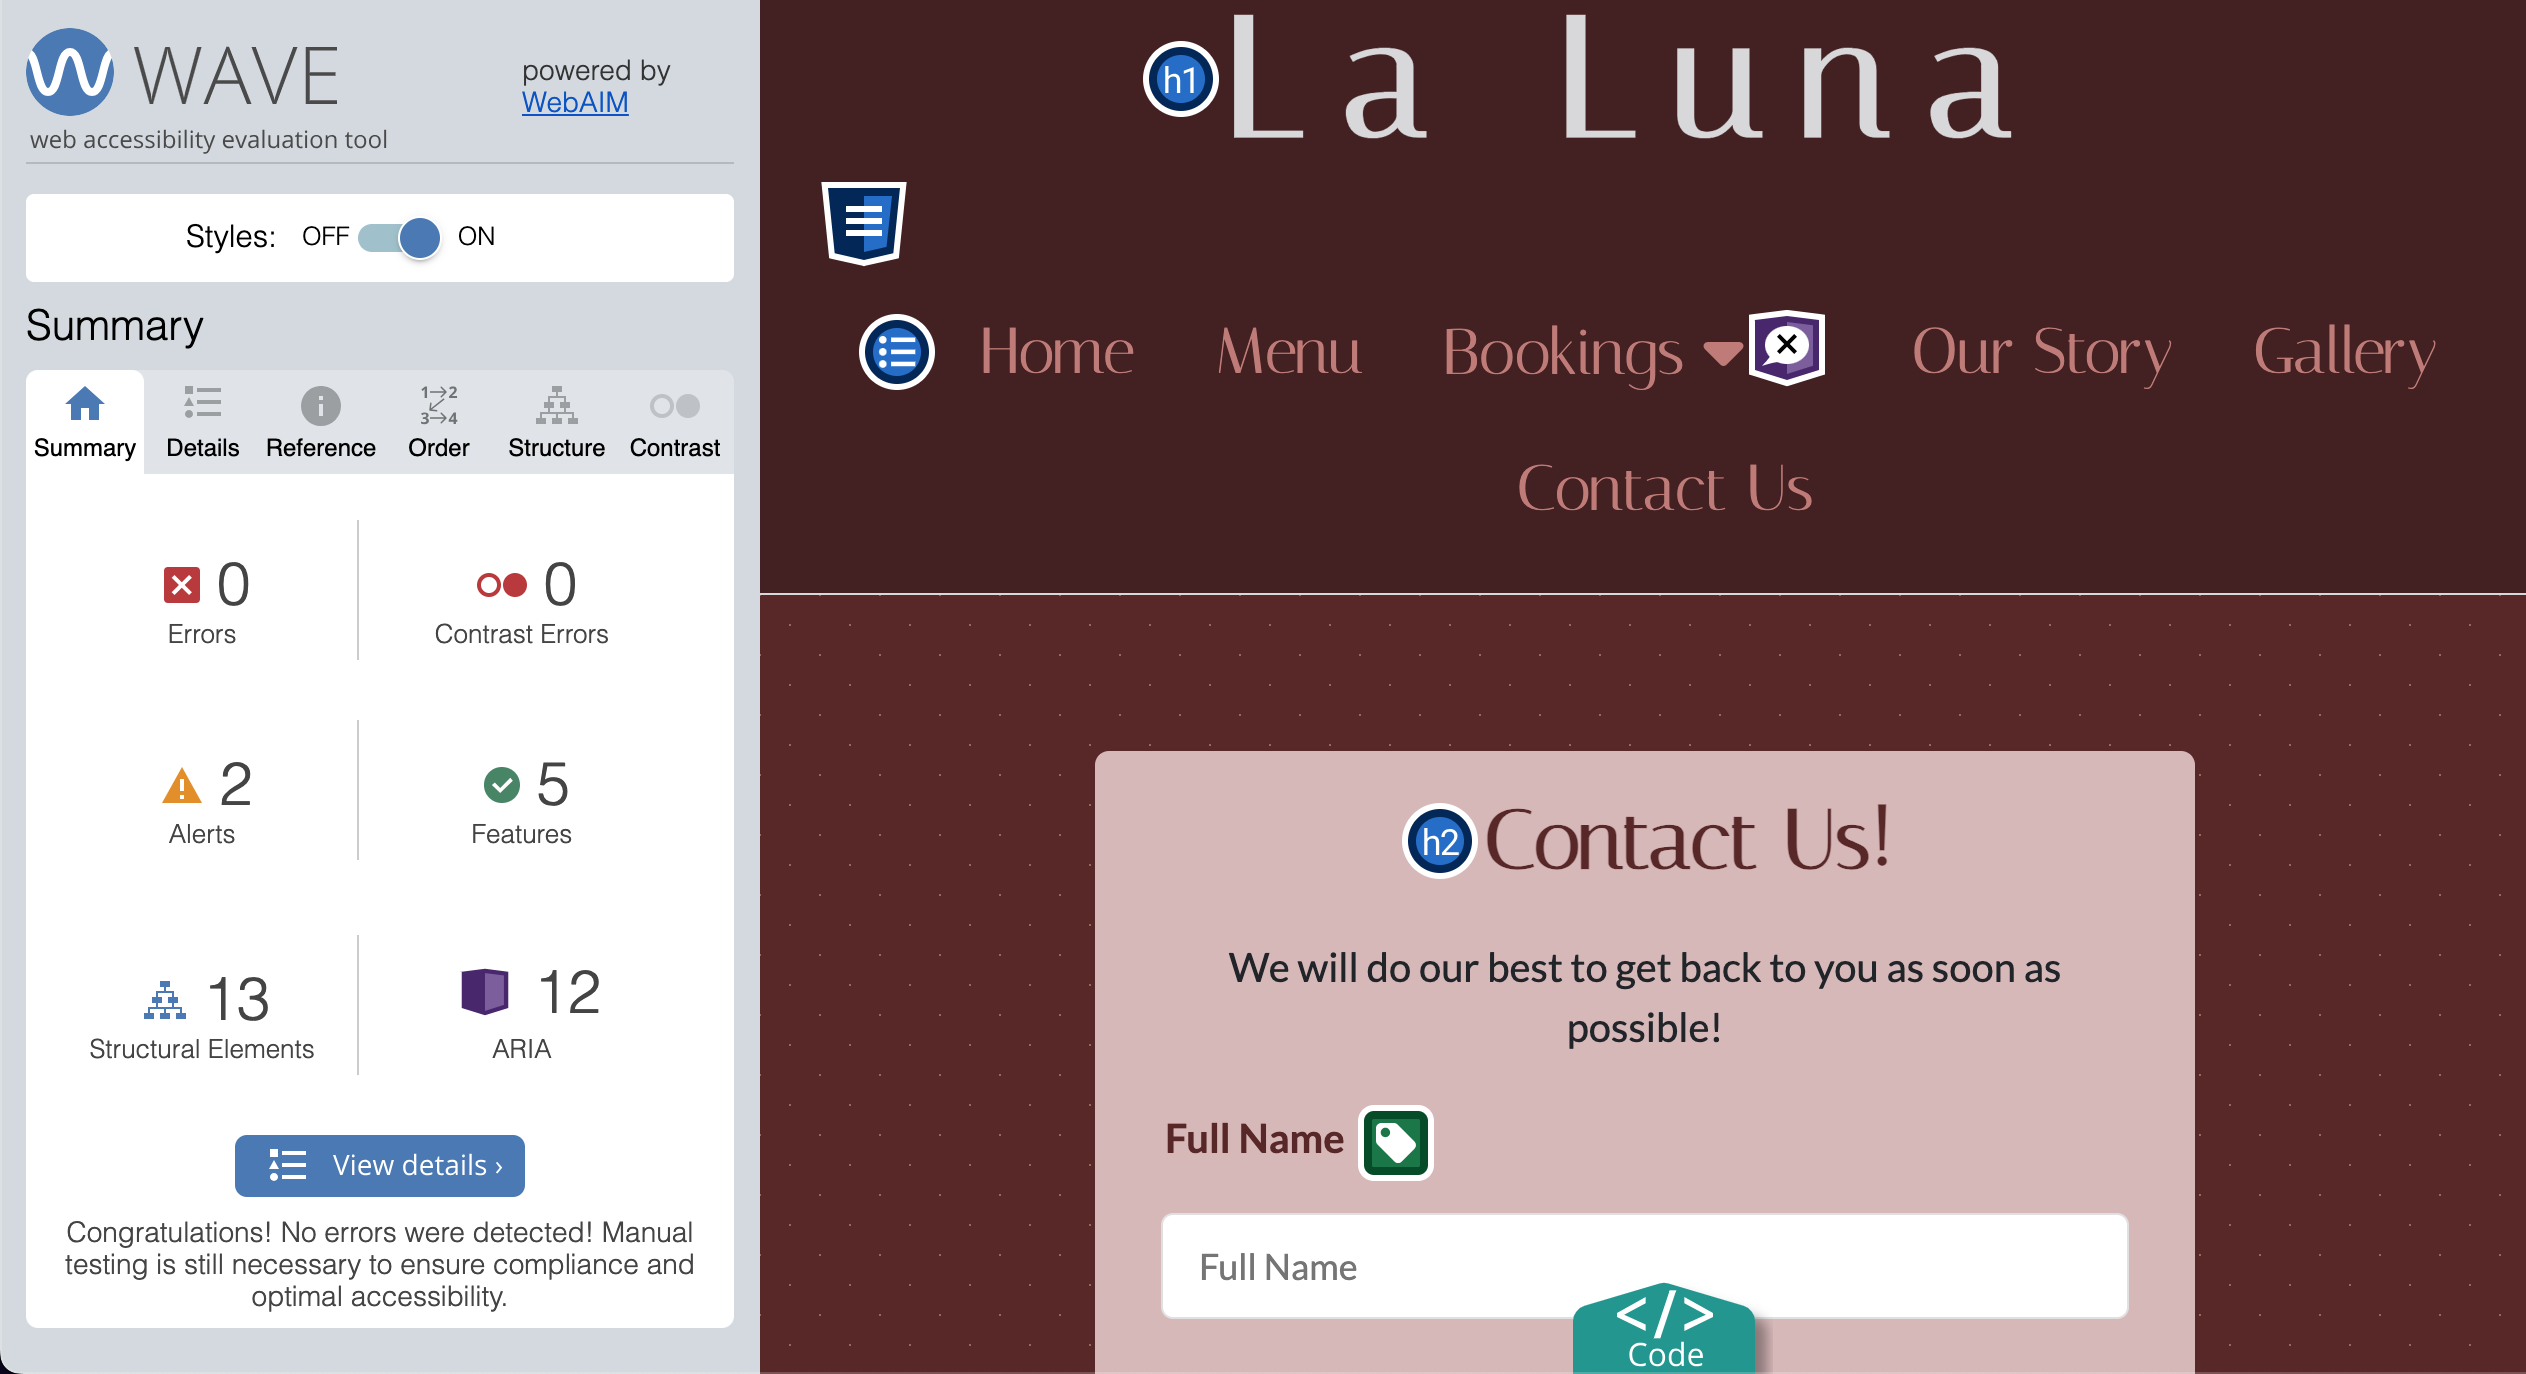 WAVE
powered by
WebAIM
web accessibility evaluation tool
Styles: OFF ON
Summary
Summary Details Reference Order Structure Contrast
0
Errors
0
Contrast Errors
2
Alerts
5
Features
13
Structural Elements
12
ARIA
View details ›
Congratulations! No errors were detected! Manual
testing is still necessary to ensure compliance and
optimal accessibility.
h1 La Luna
Home Menu Bookings Our Story Gallery
Contact Us
h2 Contact Us!
We will do our best to get back to you as soon as
possible!
Full Name
Full Name
</>
Code